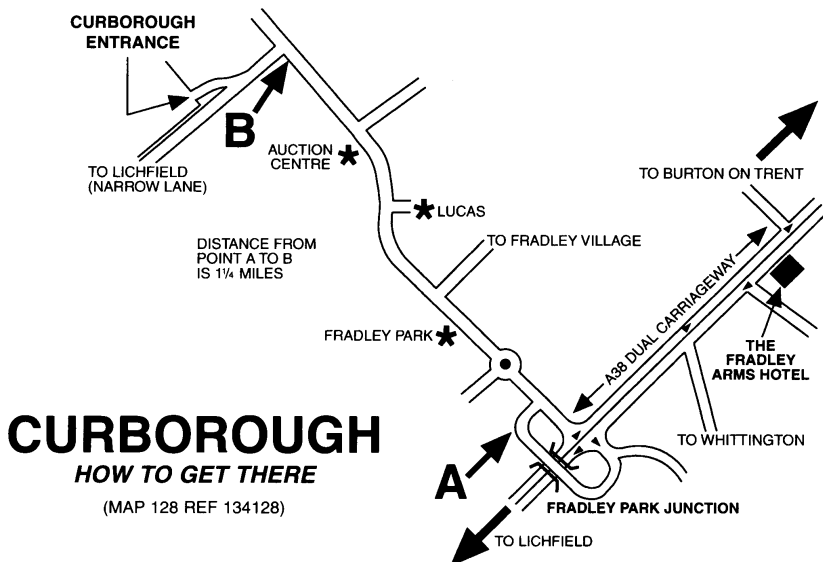 CURBOROUGH
ENTRANCE
B
TO LICHFIELD
(NARROW LANE)
AUCTION
CENTRE
LUCAS
TO BURTON ON TRENT
DISTANCE FROM
POINT A TO B
IS 1¼ MILES
TO FRADLEY VILLAGE
FRADLEY PARK
A38 DUAL CARRIAGEWAY
THE
FRADLEY
ARMS HOTEL
CURBOROUGH
HOW TO GET THERE
(MAP 128 REF 134128)
A
TO WHITTINGTON
FRADLEY PARK JUNCTION
TO LICHFIELD